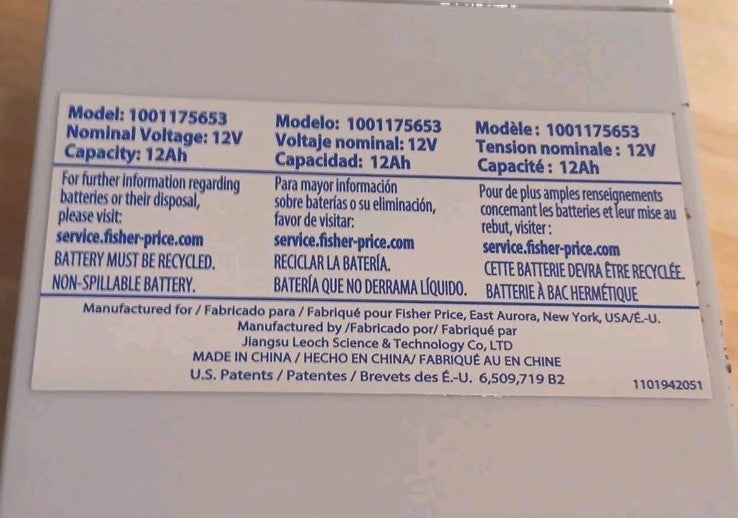 Model: 1001175653
Nominal Voltage: 12V
Capacity: 12Ah
For further information regarding
batteries or their disposal,
please visit:
service.fisher-price.com
BATTERY MUST BE RECYCLED.
NON-SPILLABLE BATTERY.
Modelo: 1001175653
Voltaje nominal: 12V
Capacidad: 12Ah
Para mayor información
sobre baterías o su eliminación,
favor de visitar:
service.fisher-price.com
RECICLAR LA BATERÍA.
BATERÍA QUE NO DERRAMA LÍQUIDO.
Modèle: 1001175653
Tension nominale: 12V
Capacité: 12Ah
Pour de plus amples renseignements
concernant les batteries et leur mise au
rebut, visiter:
service.fisher-price.com
CETTE BATTERIE DEVRA ÊTRE RECYCLÉE.
BATTERIE À BAC HERMÉTIQUE
Manufactured for / Fabricado para / Fabriqué pour Fisher Price, East Aurora, New York, USA/É.-U.
Manufactured by /Fabricado por/ Fabriqué par
Jiangsu Leoch Science & Technology Co, LTD
MADE IN CHINA / HECHO EN CHINA/ FABRIQUÉ AU EN CHINE
U.S. Patents / Patentes / Brevets des É.-U. 6,509,719 B2
1101942051